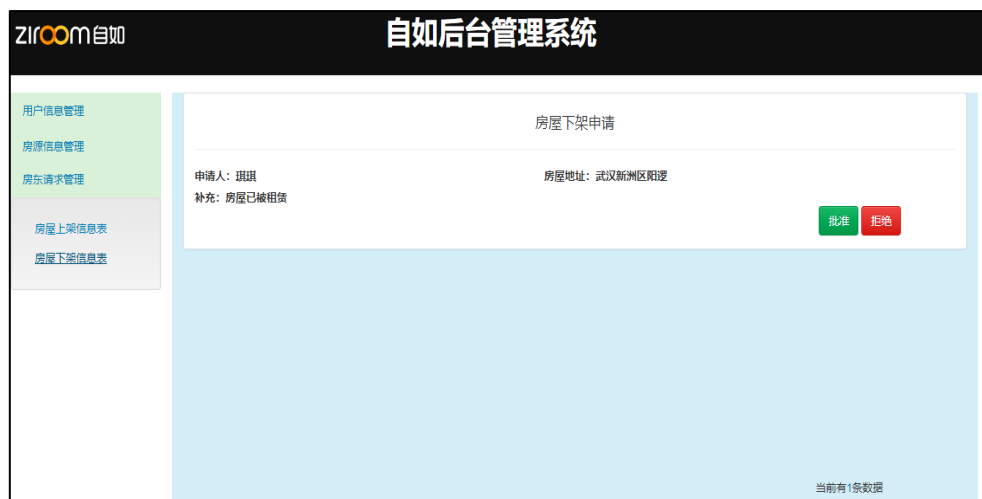 ziroom自如
自如后台管理系统
用户信息管理
房源信息管理
房东请求管理
房屋上架信息表
房屋下架信息表
房屋下架申请
申请人：琪琪
房屋地址：武汉新洲区阳逻
补充：房屋已被租赁
批准
拒绝
当前有1条数据